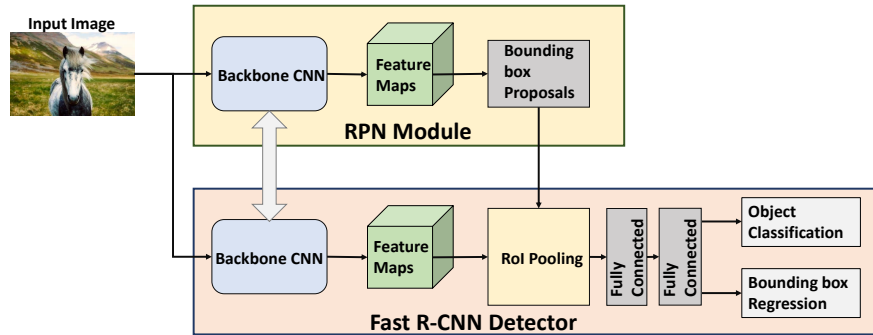 Input Image
Backbone CNN
Feature
Maps
Bounding
box
Proposals
RPN Module
Backbone CNN
Feature
Maps
RoI Pooling
Fully
Connected
Fully
Connected
Object
Classification
Bounding box
Regression
Fast R-CNN Detector